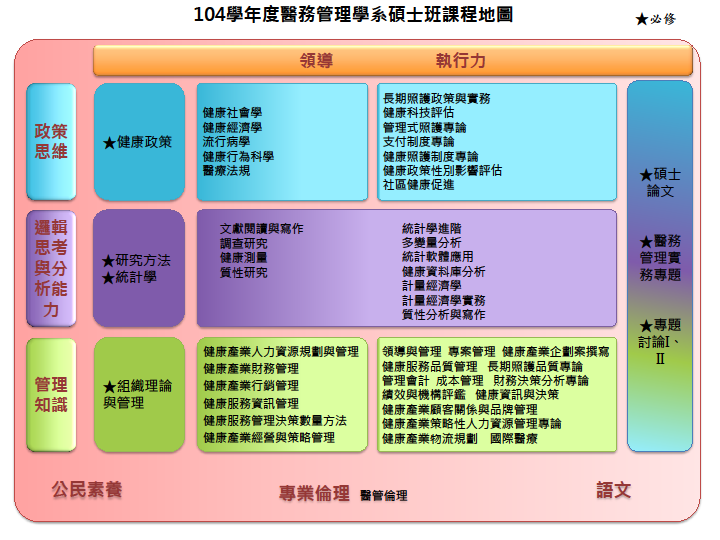 104學年度醫務管理學系碩士班課程地圖
★必修
領導
執行力
政策
思維
★健康政策
健康社會學
健康經濟學
流行病學
健康行為科學
醫療法規
長期照護政策與實務
健康科技評估
管理式照護專論
支付制度專論
健康照護制度專論
健康政策性別影響評估
社區健康促進
邏輯
思考
與分
析能
力
★研究方法
★統計學
文獻閱讀與寫作
調查研究
健康測量
質性研究
統計學進階
多變量分析
統計軟體應用
健康資料庫分析
計量經濟學
計量經濟學實務
質性分析與寫作
管理
知識
★組織理論
與管理
健康產業人力資源規劃與管理
健康產業財務管理
健康產業行銷管理
健康服務資訊管理
健康服務管理決策數量方法
健康產業經營與策略管理
領導與管理 專案管理 健康產業企劃案撰寫
健康服務品質管理 長期照護品質專論
管理會計 成本管理 財務決策分析專論
績效與機構評鑑 健康資訊與決策
健康產業顧客關係與品牌管理
健康產業策略性人力資源管理專論
健康產業物流規劃 國際醫療
★碩士
論文
★醫務
管理實
務專題
★專題
討論Ⅰ、
Ⅱ
公民素養
專業倫理 醫管倫理
語文